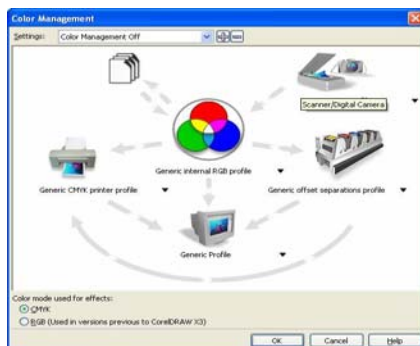 Color Management
Settings: Color Management Off
Scanner/Digital Camera
Generic internal RGB profile
Generic CMYK printer profile
Generic offset separations profile
Generic Profile
Color mode used for effects:
CMYK
RGB (Used in versions previous to CorelDRAW X3)
OK Cancel Help